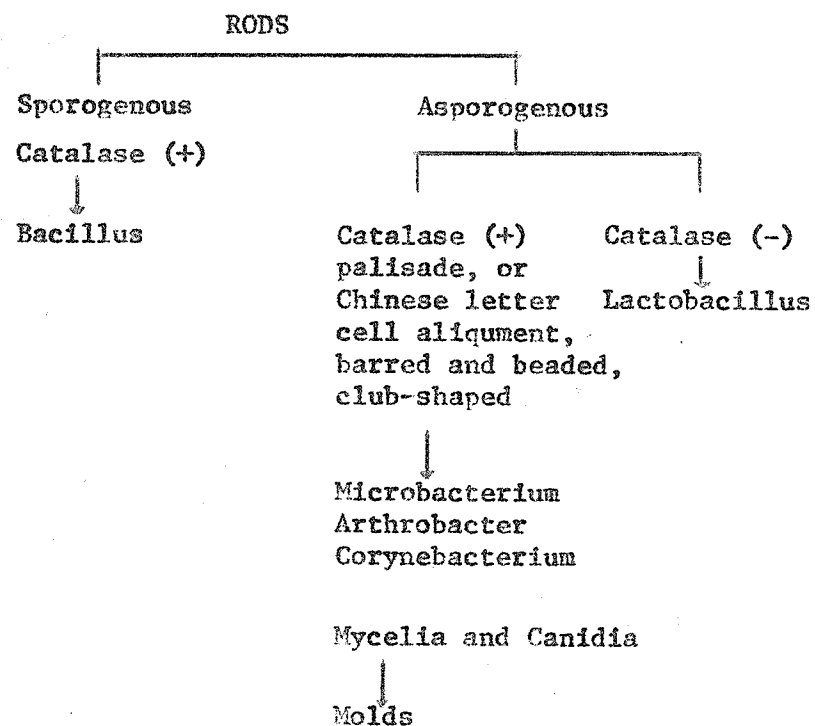 RODS
Sporogenous
Catalase (+)
Bacillus
Asporogenous
Catalase (+)
palisade, or
Chinese letter
cell aliqument,
barred and beaded,
club-shaped
Microbacterium
Arthrobacter
Corynebacterium
Catalase (-)
Lactobacillus
Mycelia and Canidia
Molds